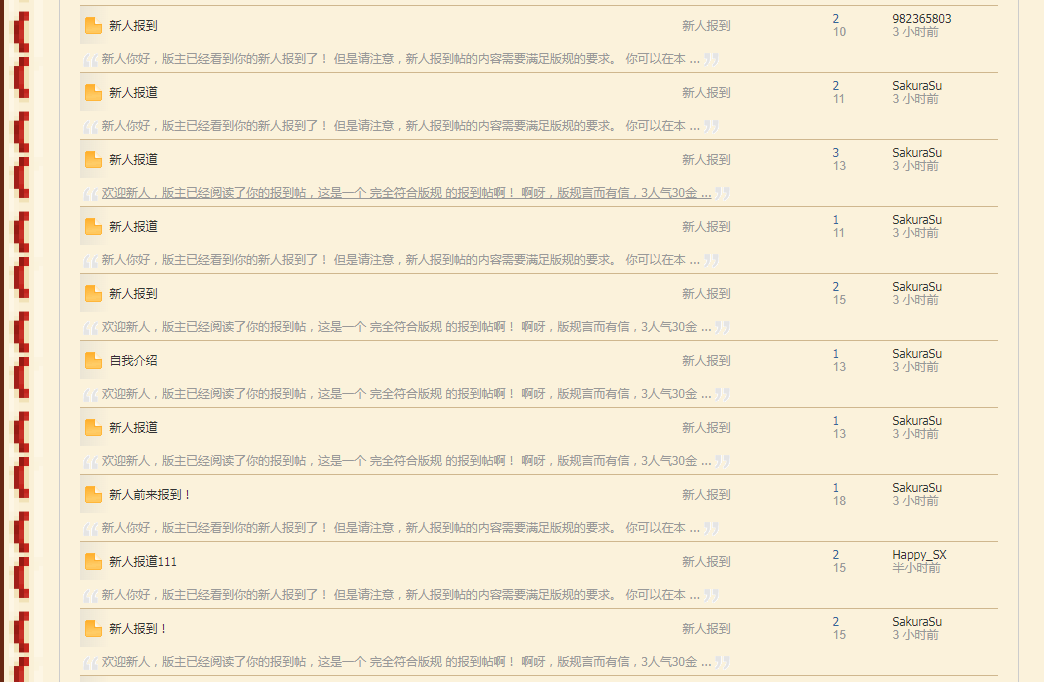 新人报到 新人报到 2 982365803
10 3 小时前
新人你好，版主已经看到你的新人报到了！ 但是请注意，新人报到帖的内容需要满足版规的要求。 你可以在本 ...
新人报道 新人报到 2 SakuraSu
11 3 小时前
新人你好，版主已经看到你的新人报到了！ 但是请注意，新人报到帖的内容需要满足版规的要求。 你可以在本 ...
新人报道 新人报到 3 SakuraSu
13 3 小时前
欢迎新人，版主已经阅读了你的报到帖，这是一个 完全符合版规 的报到帖啊！ 啊呀，版规言而有信，3人气30金 ...
新人报道 新人报到 1 SakuraSu
11 3 小时前
新人你好，版主已经看到你的新人报到了！ 但是请注意，新人报到帖的内容需要满足版规的要求。 你可以在本 ...
新人报到 新人报到 2 SakuraSu
15 3 小时前
欢迎新人，版主已经阅读了你的报到帖，这是一个 完全符合版规 的报到帖啊！ 啊呀，版规言而有信，3人气30金 ...
自我介绍 新人报到 1 SakuraSu
13 3 小时前
欢迎新人，版主已经阅读了你的报到帖，这是一个 完全符合版规 的报到帖啊！ 啊呀，版规言而有信，3人气30金 ...
新人报道 新人报到 1 SakuraSu
13 3 小时前
欢迎新人，版主已经阅读了你的报到帖，这是一个 完全符合版规 的报到帖啊！ 啊呀，版规言而有信，3人气30金 ...
新人前来报到！ 新人报到 1 SakuraSu
18 3 小时前
新人你好，版主已经看到你的新人报到了！ 但是请注意，新人报到帖的内容需要满足版规的要求。 你可以在本 ...
新人报道111 新人报到 2 Happy_SX
15 半小时前
新人你好，版主已经看到你的新人报到了！ 但是请注意，新人报到帖的内容需要满足版规的要求。 你可以在本 ...
新人报到！ 新人报到 2 SakuraSu
15 3 小时前
欢迎新人，版主已经阅读了你的报到帖，这是一个 完全符合版规 的报到帖啊！ 啊呀，版规言而有信，3人气30金 ...